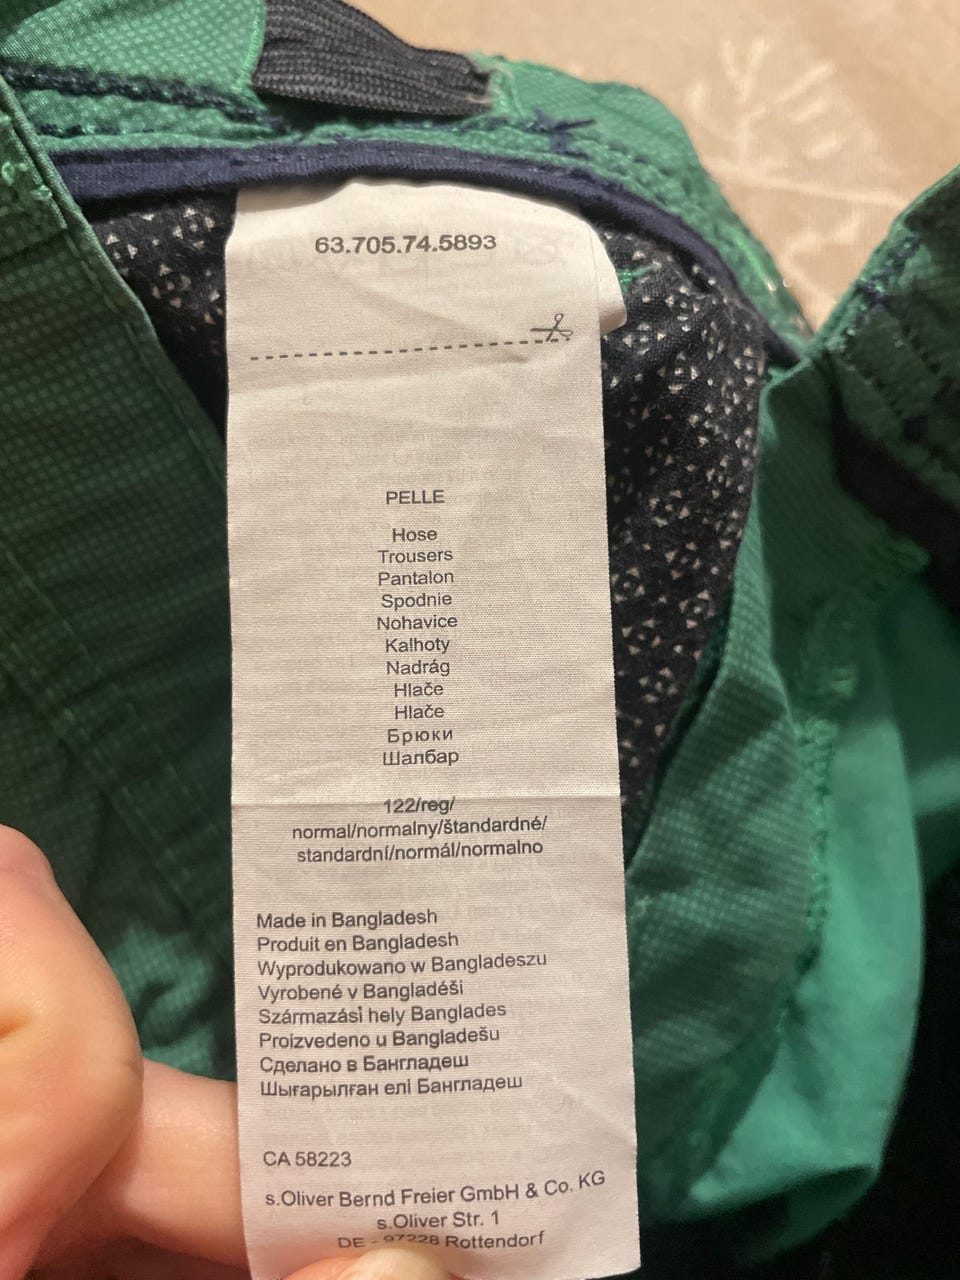 63.705.74.5893
PELLE
Hose
Trousers
Pantalon
Spodnie
Nohavice
Kalhoty
Nadrág
Hlače
Hlače
Брюки
Шалбар
122/reg/
normal/normalny/štandardné/
standardní/normál/normalno
Made in Bangladesh
Produit en Bangladesh
Wyprodukowano w Bangladeszu
Vyrobené v Bangladéši
Származási hely Banglades
Proizvedeno u Bangladešu
Сделано в Бангладеш
Шығарылған елі Бангладеш
CA 58223
s.Oliver Bernd Freier GmbH & Co. KG
s.Oliver Str. 1
DE - 97228 Rottendorf